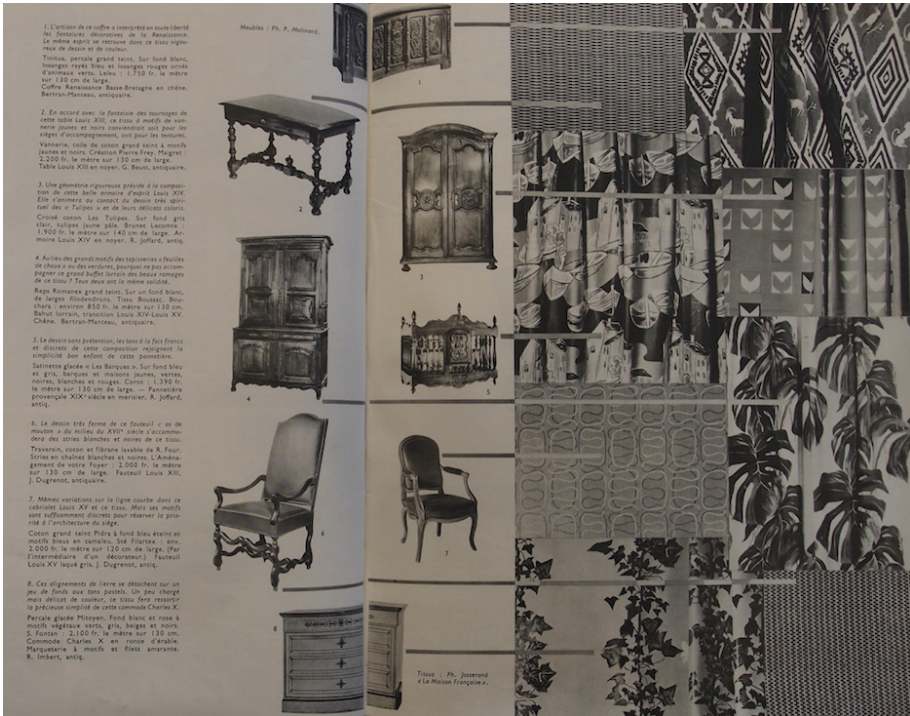 1. L'artisan de ce coffre a interprété en toute liberté
les fantaisies décoratives de la Renaissance.
Le même esprit se retrouve dans ce tissu vigou-
reux de dessin et de couleur.
Tinitus, percale grand teint. Sur fond blanc,
losanges rayés bleu et losanges rouges ornés
d'animaux verts. Leleu : 1.750 fr. le mètre
sur 130 cm de large.
Coffre Renaissance Basse-Bretagne en chêne.
Bertran-Manteau, antiquaire.
2. En accord avec la fantaisie des tournages de
cette table Louis XIII, ce tissu à motifs de van-
nerie jaunes et noirs conviendrait soit pour les
sièges d'accompagnement, soit pour les tentures.
Vannerie, toile de coton grand teint à motifs
jaunes et noirs. Création Pierre Frey. Maigret :
2.200 fr. le mètre sur 130 cm de large.
Table Louis XIII en noyer. G. Beust, antiquaire.
3. Une géométrie rigoureuse préside à la composi-
tion de cette belle armoire d'esprit Louis XIV.
Elle s'animera au contact du dessin très spiri-
tuel des « Tulipes » et de leurs délicats coloris.
Croisé coton Les Tulipes. Sur fond gris
clair, tulipes jaune pâle. Brunet Lecomte :
1.900 fr. le mètre sur 140 cm de large. Ar-
moire Louis XIV en noyer. R. Joffard, antiq.
4. Au lieu des grands motifs des tapisseries « feuilles
de choux » ou des verdures, pourquoi ne pas accom-
pagner ce grand buffet lorrain des beaux ramages
de ce tissu ? Tous deux ont la même solidité.
Reps Romanex grand teint. Sur un fond blanc,
de larges filodendrons. Tissu Boussac. Bou-
chara : environ 850 fr. le mètre sur 130 cm.
Bahut lorrain, transition Louis XIV-Louis XV.
Chêne. Bertran-Manteau, antiquaire.
5. Le dessin sans prétention, les tons à la fois francs
et discrets de cette composition rejoignent la
simplicité bon enfant de cette pannetière.
Satinette glacée « Les Barques ». Sur fond bleu
et gris, barques et maisons jaunes, vertes,
noires, blanches et rouges. Corot : 1.390 fr.
le mètre sur 130 cm de large. — Pannetière
provençale XIXᵉ siècle en merisier. R. Joffard,
antiq.
6. Le dessin très ferme de ce fauteuil « os de
mouton » du milieu du XVIIᵉ siècle s'accommo-
dera des stries blanches et noires de ce tissu.
Traversin, coton et fibrane lavable de R. Four.
Stries en chaînes blanches et noires. L'Aména-
gement de votre Foyer : 2.000 fr. le mètre
sur 130 cm de large. Fauteuil Louis XIII,
J. Dugrenot, antiquaire.
7. Mêmes variations sur la ligne courbe dans ce
cabriolet Louis XV et ce tissu. Mais ses motifs
sont suffisamment discrets pour réserver la prio-
rité à l'architecture du siège.
Coton grand teint Piéra à fond bleu éteint et
motifs bleus en camaïeu. Sté Filartex : env.
2.000 fr. le mètre sur 120 cm de large. (Par
l'intermédiaire d'un décorateur.) Fauteuil
Louis XV laqué gris. J. Dugrenot, antiq.
8. Ces alignements de lierre se détachent sur un
jeu de fonds aux tons pastels. Un peu chargé
mais délicat de couleur, ce tissu fera ressortir
la précieuse simplicité de cette commode Charles X.
Percale glacée Mitoyen. Fond blanc et rose à
motifs végétaux verts, gris, beiges et noirs.
S. Fontan : 2.100 fr. le mètre sur 130 cm.
Commode Charles X en ronce d'érable.
Marqueterie à motifs et filets amarante.
R. Imbert, antiq.
Meubles : Ph. P. Molinard.
1
2
3
4
5
6
7
8
Tissus : Ph. Josserand
« La Maison Française ».